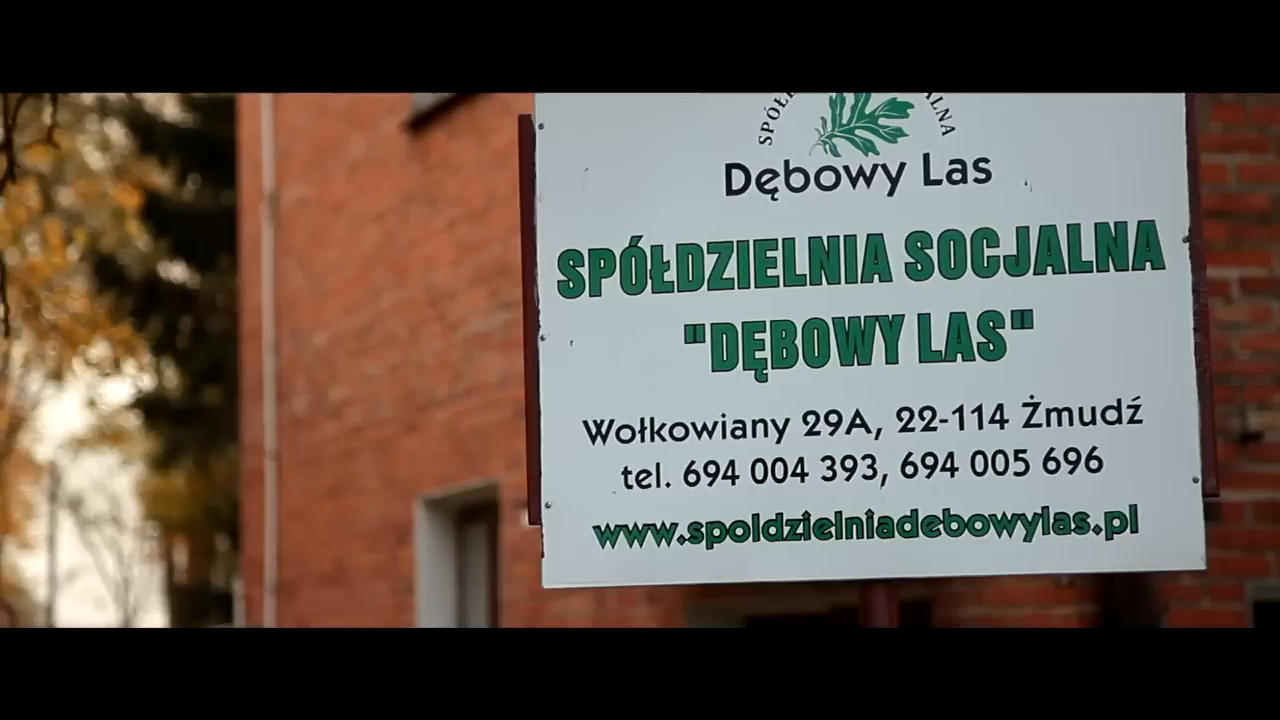 Dębowy Las
SPÓŁDZIELNIA SOCJALNA
"DĘBOWY LAS"
Wołkowiany 29A, 22-114 Żmudź
tel. 694 004 393, 694 005 696
www.spoldzielniadebowylas.pl